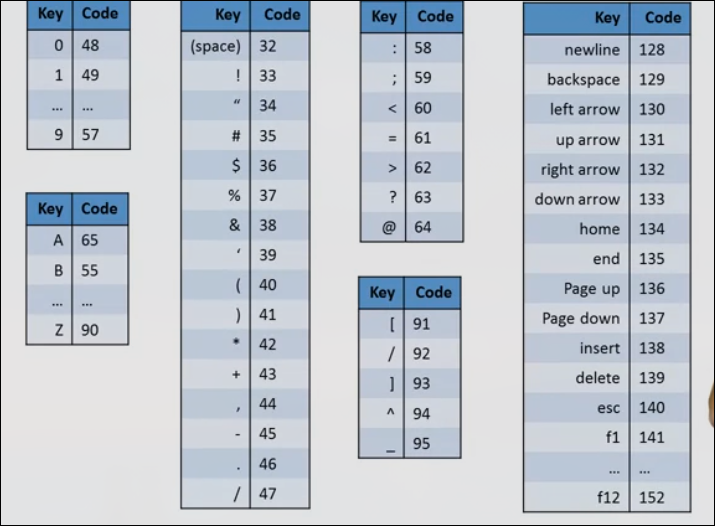 Key Code
0 48
1 49
... ...
9 57
Key Code
A 65
B 55
... ...
Z 90
Key Code
(space) 32
! 33
“ 34
# 35
$ 36
% 37
& 38
‘ 39
( 40
) 41
* 42
+ 43
, 44
- 45
. 46
/ 47
Key Code
: 58
; 59
< 60
= 61
> 62
? 63
@ 64
Key Code
[ 91
/ 92
] 93
^ 94
_ 95
Key Code
newline 128
backspace 129
left arrow 130
up arrow 131
right arrow 132
down arrow 133
home 134
end 135
Page up 136
Page down 137
insert 138
delete 139
esc 140
f1 141
... ...
f12 152